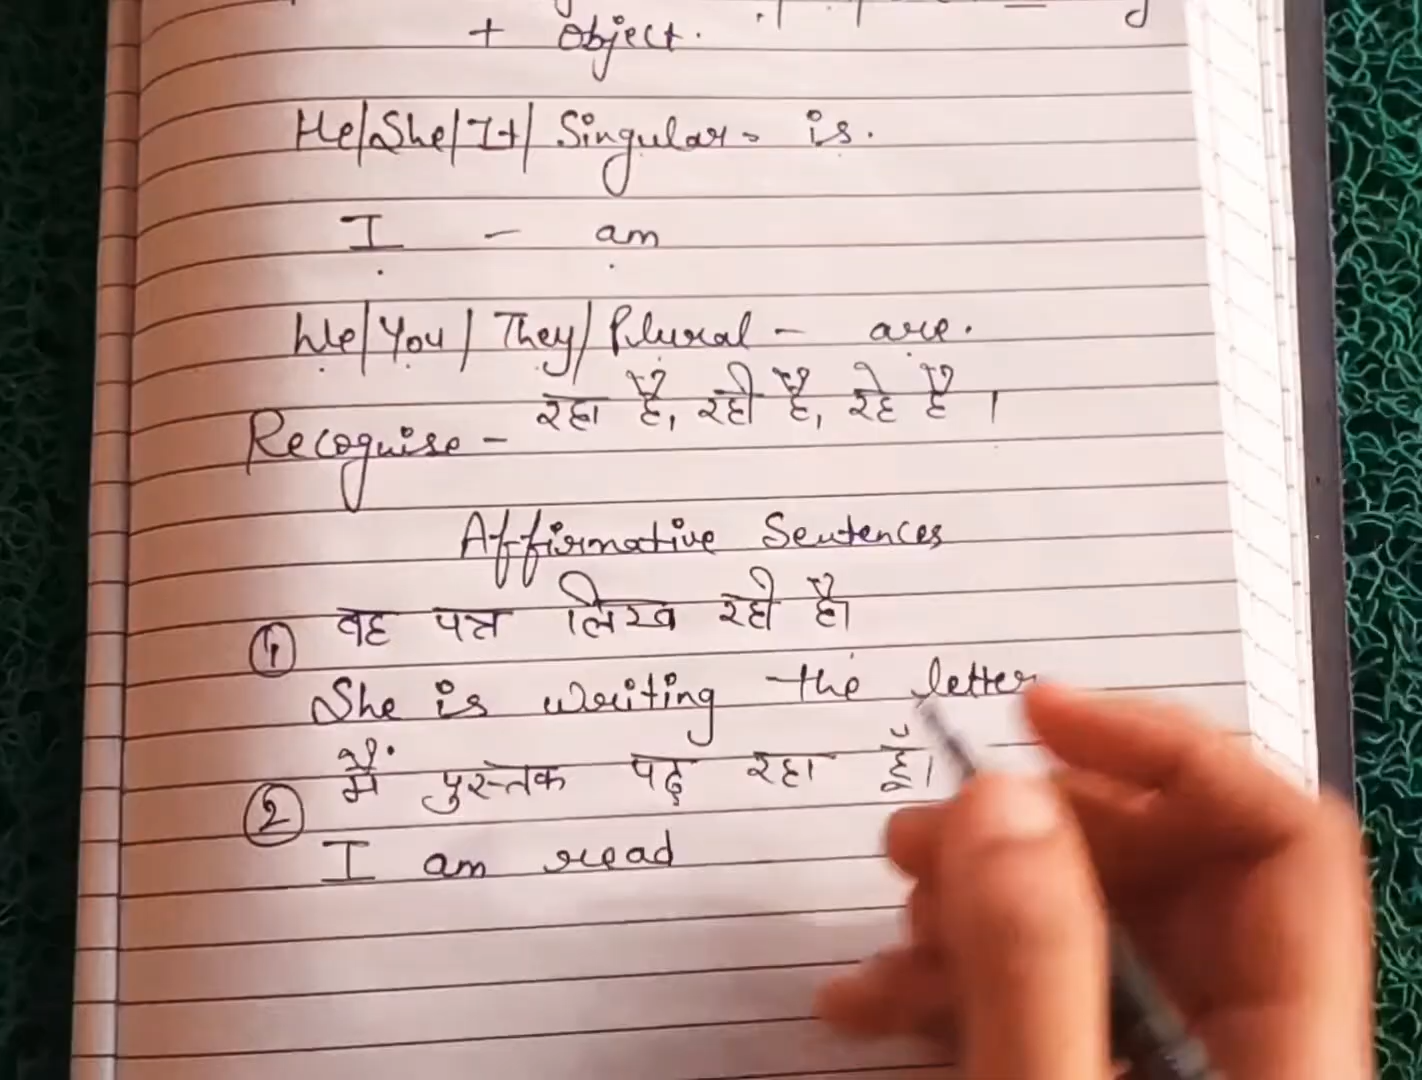 + object.
He/She/It/ Singular - is.
I - am
We/You/They/Plural - are.
Recognise - रहा है, रही है, रहे हैं ।
Affirmative Sentences
① वह पत्र लिख रही है।
She is writing the letter
② मैं पुस्तक पढ़ रहा हूँ।
I am read